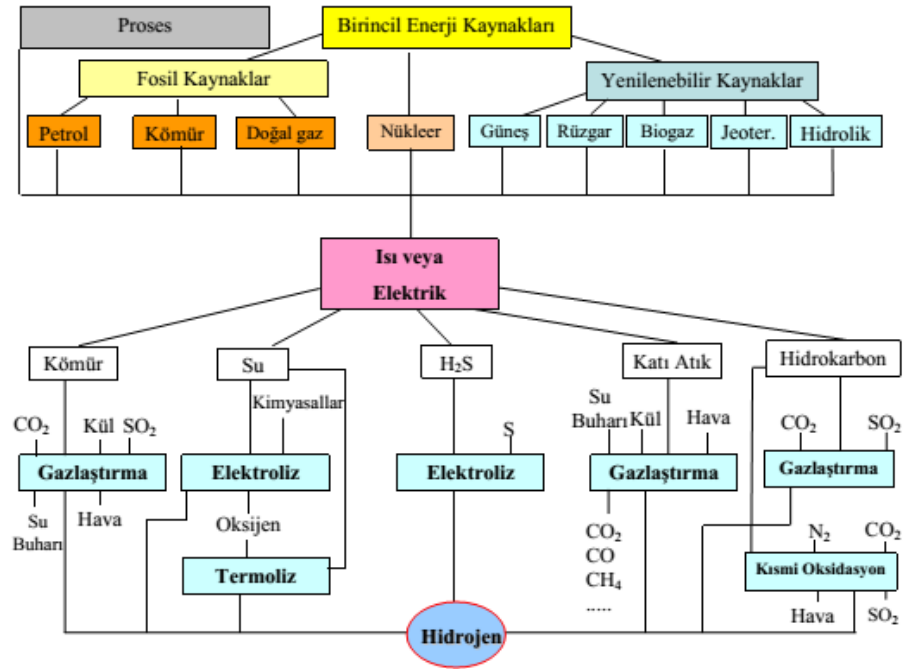 Proses
Birincil Enerji Kaynakları
Fosil Kaynaklar
Yenilenebilir Kaynaklar
Petrol
Kömür
Doğal gaz
Nükleer
Güneş
Rüzgar
Biogaz
Jeoter.
Hidrolik
Isı veya
Elektrik
Kömür
Su
H₂S
Katı Atık
Hidrokarbon
CO₂
Kül
SO₂
Kimyasallar
S
Su
Buharı
Kül
Hava
CO₂
SO₂
Gazlaştırma
Elektroliz
Elektroliz
Gazlaştırma
Gazlaştırma
Su
Buharı
Hava
Oksijen
CO₂
CO
CH₄
.....
N₂
CO₂
Termoliz
Kısmi Oksidasyon
Hava
SO₂
Hidrojen